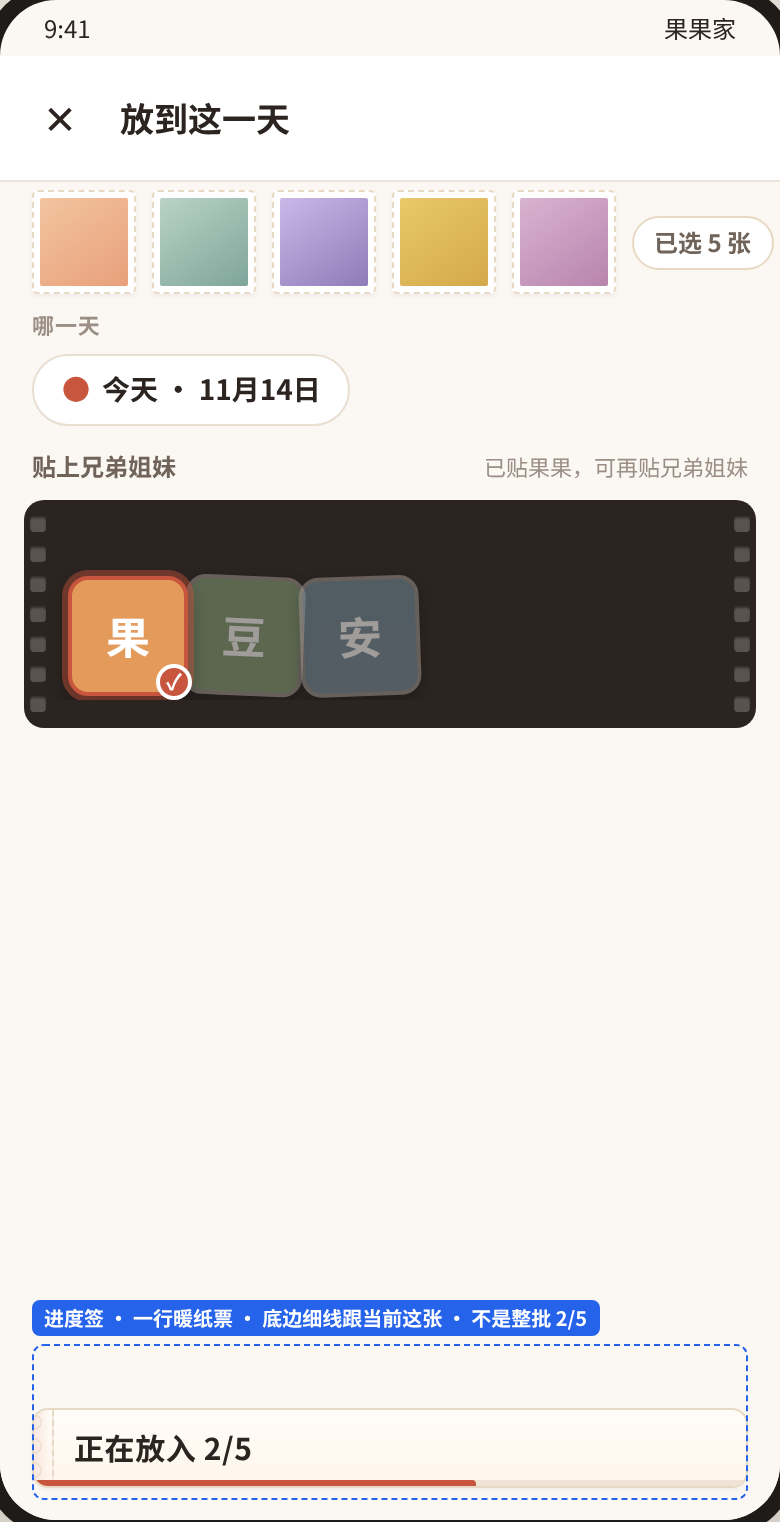 9:41
果果家
✕ 放到这一天
已选 5 张
哪一天
今天 · 11月14日
贴上兄弟姐妹
已贴果果，可再贴兄弟姐妹
果
豆
安
进度签 · 一行暖纸票 · 底边细线跟当前这张 · 不是整批 2/5
正在放入 2/5